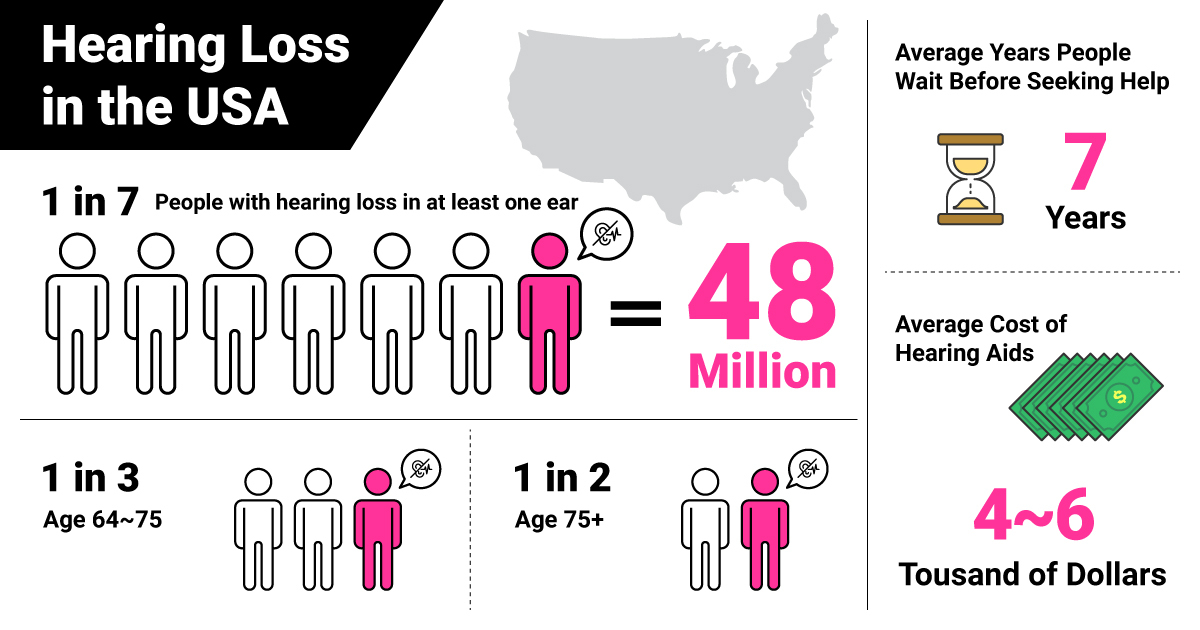 Hearing Loss
in the USA
1 in 7 People with hearing loss in at least one ear
= 48
Million
1 in 3
Age 64~75
1 in 2
Age 75+
Average Years People
Wait Before Seeking Help
7
Years
Average Cost of
Hearing Aids
$
4~6
Tousand of Dollars